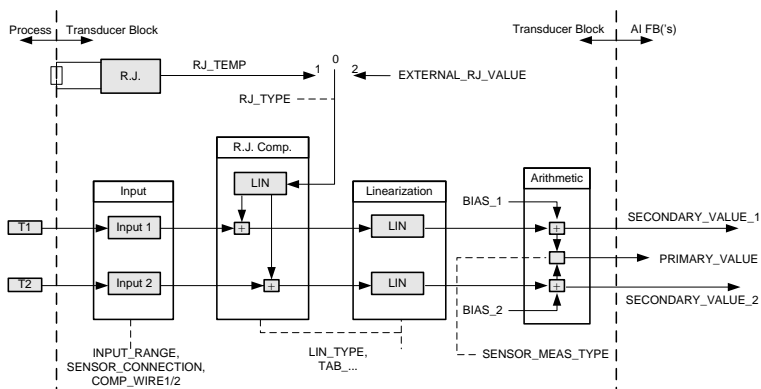 Process
Transducer Block
Transducer Block
AI FB('s)
R.J.
RJ_TEMP
1
0
2
EXTERNAL_RJ_VALUE
RJ_TYPE
R.J. Comp.
LIN
Input
Linearization
Arithmetic
BIAS_1
T1
Input 1
+
LIN
+
SECONDARY_VALUE_1
PRIMARY_VALUE
T2
Input 2
+
LIN
+
SECONDARY_VALUE_2
BIAS_2
INPUT_RANGE,
SENSOR_CONNECTION,
COMP_WIRE1/2
LIN_TYPE,
TAB_...
SENSOR_MEAS_TYPE